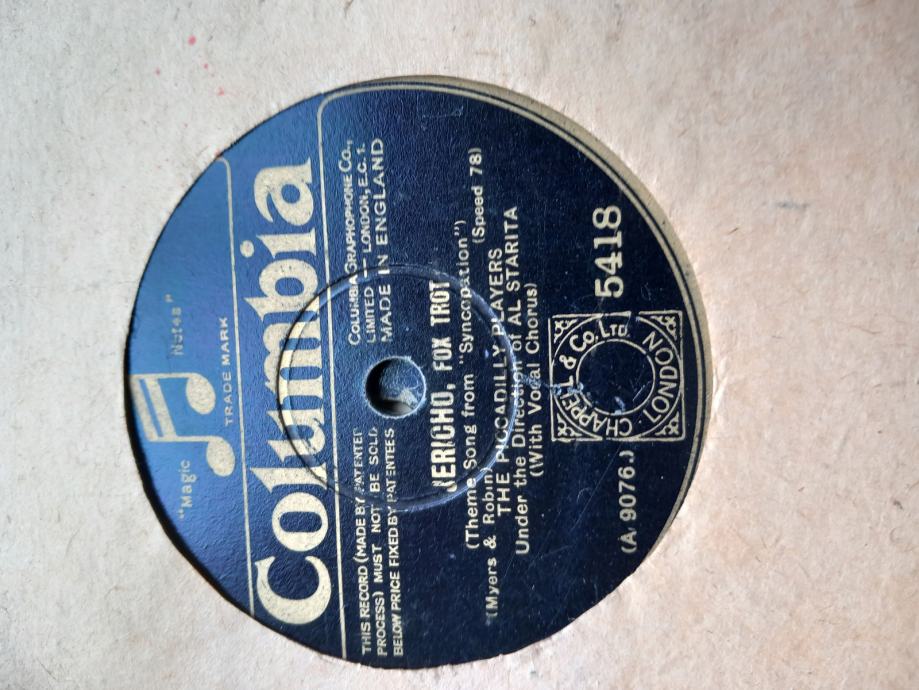 "Magic Notes"
TRADE MARK
Columbia
THIS RECORD (MADE BY PATENTED
PROCESS) MUST NOT BE SOLD
BELOW PRICE FIXED BY PATENTEES
COLUMBIA GRAPHOPHONE CO.,
LIMITED — LONDON, E.C.1.
MADE IN ENGLAND
JERICHO, FOX TROT
(Theme Song from "Syncopation")
(Myers & Robin) (Speed 78)
THE PICCADILLY PLAYERS
Under the Direction of AL STARITA
(With Vocal Chorus)
(A 9076.)
CHAPPELL & Co. LTD
LONDON
5418